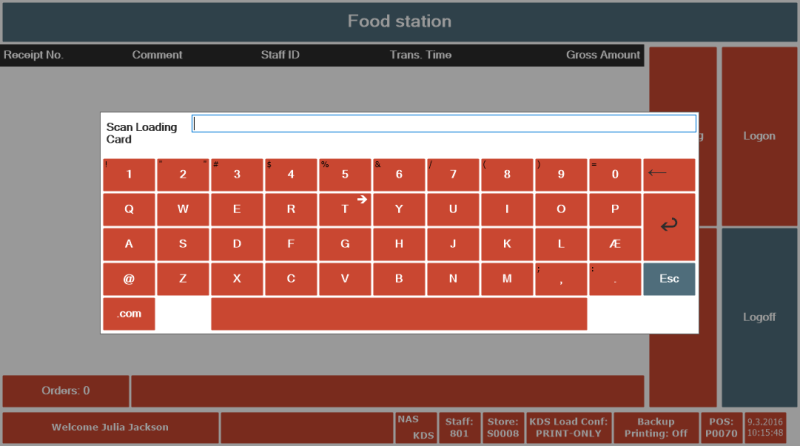 Food station
Receipt No. Comment Staff ID Trans. Time Gross Amount
Scan Loading
Card
g
Logon
! 1 " 2 ^ # 3 $ 4 % 5 & 6 / 7 ( 8 ) 9 = 0 ←
Q W E R T Y U I O P
A S D F G H J K L Æ
@ Z X C V B N M ; , : . Esc
.com
Logoff
Orders: 0
Welcome Julia Jackson
NAS
KDS
Staff:
801
Store:
S0008
KDS Load Conf:
PRINT-ONLY
Backup
Printing: Off
POS:
P0070
9.3.2016
10:15:48